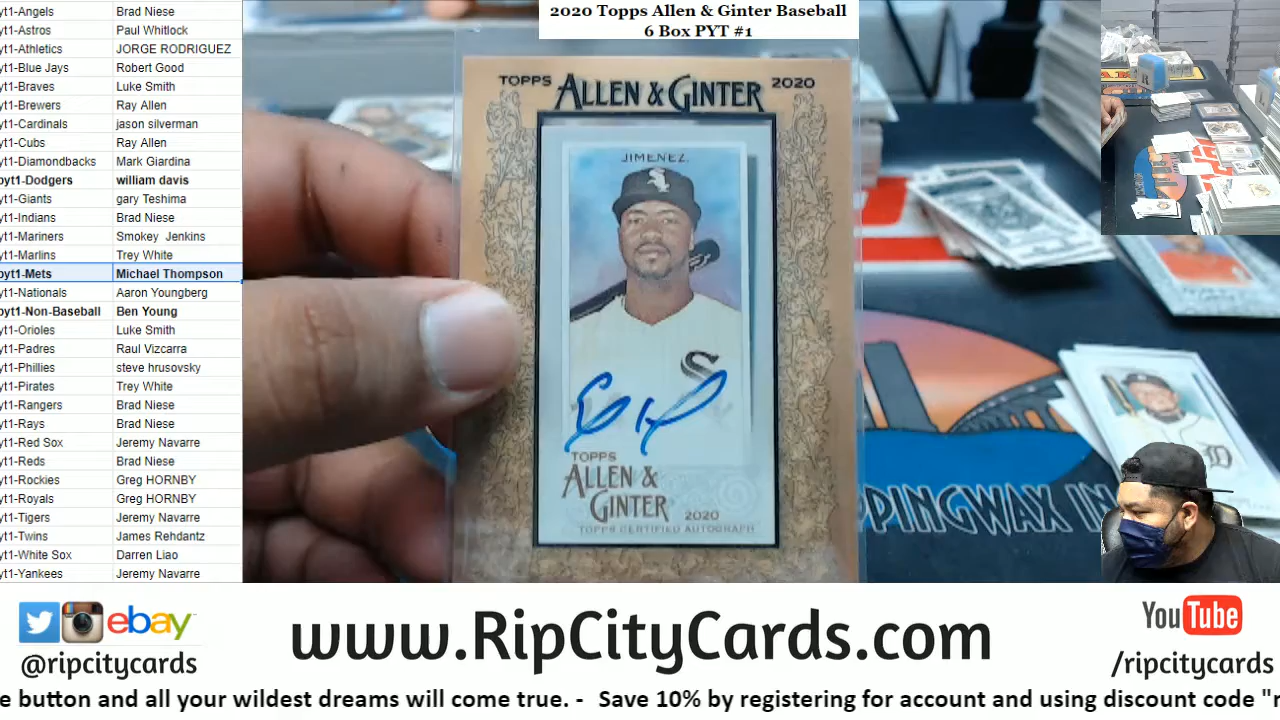 2020 Topps Allen & Ginter Baseball
6 Box PYT #1
yt1-Angels Brad Niese
yt1-Astros Paul Whitlock
yt1-Athletics JORGE RODRIGUEZ
yt1-Blue Jays Robert Good
yt1-Braves Luke Smith
yt1-Brewers Ray Allen
yt1-Cardinals jason silverman
yt1-Cubs Ray Allen
yt1-Diamondbacks Mark Giardina
pyt1-Dodgers william davis
yt1-Giants gary Teshima
yt1-Indians Brad Niese
yt1-Mariners Smokey Jenkins
yt1-Marlins Trey White
pyt1-Mets Michael Thompson
yt1-Nationals Aaron Youngberg
pyt1-Non-Baseball Ben Young
yt1-Orioles Luke Smith
yt1-Padres Raul Vizcarra
yt1-Phillies steve hrusovsky
yt1-Pirates Trey White
yt1-Rangers Brad Niese
yt1-Rays Brad Niese
yt1-Red Sox Jeremy Navarre
yt1-Reds Brad Niese
yt1-Rockies Greg HORNBY
yt1-Royals Greg HORNBY
yt1-Tigers Jeremy Navarre
yt1-Twins James Rehdantz
yt1-White Sox Darren Liao
yt1-Yankees Jeremy Navarre
TOPPS ALLEN & GINTER 2020
JIMENEZ
TOPPS
ALLEN &
GINTER 2020
TOPPS CERTIFIED AUTOGRAPH
PPINGWAX IN
ebay
@ripcitycards
www.RipCityCards.com
YouTube
/ripcitycards
e button and all your wildest dreams will come true. - Save 10% by registering for account and using discount code "r